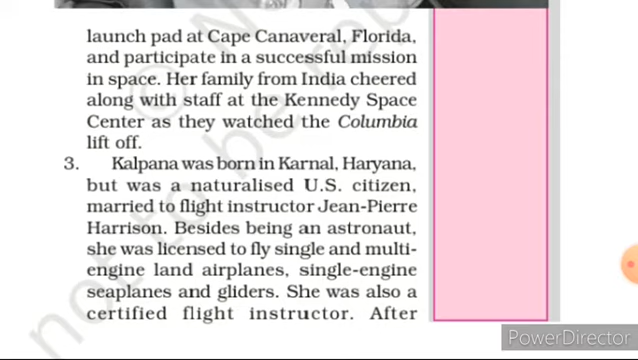 launch pad at Cape Canaveral, Florida,
and participate in a successful mission
in space. Her family from India cheered
along with staff at the Kennedy Space
Center as they watched the Columbia
lift off.
3. Kalpana was born in Karnal, Haryana,
but was a naturalised U.S. citizen,
married to flight instructor Jean-Pierre
Harrison. Besides being an astronaut,
she was licensed to fly single and multi-
engine land airplanes, single-engine
seaplanes and gliders. She was also a
certified flight instructor. After
not to be rep
©
PowerDirector